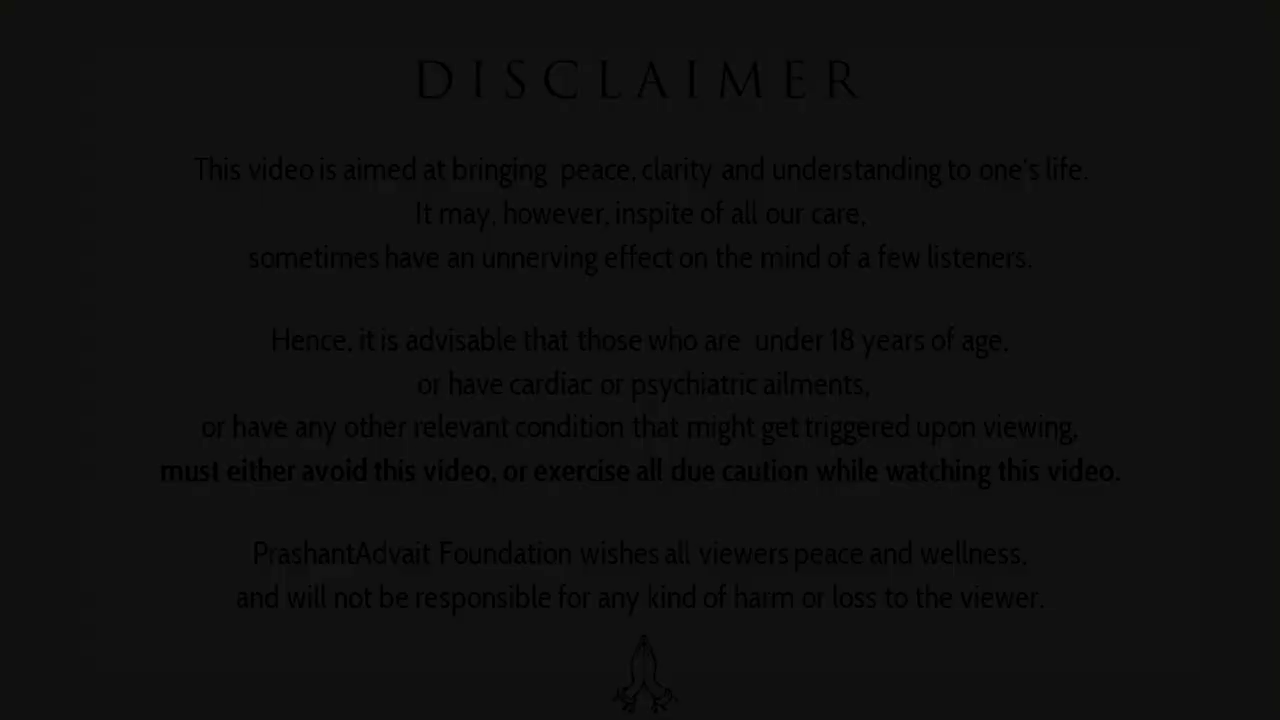 DISCLAIMER
This video is aimed at bringing peace, clarity and understanding to one's life.
It may, however, inspite of all our care,
sometimes have an unnerving effect on the mind of a few listeners.
Hence, it is advisable that those who are under 18 years of age,
or have cardiac or psychiatric ailments,
or have any other relevant condition that might get triggered upon viewing,
must either avoid this video, or exercise all due caution while watching this video.
PrashantAdvait Foundation wishes all viewers peace and wellness,
and will not be responsible for any kind of harm or loss to the viewer.